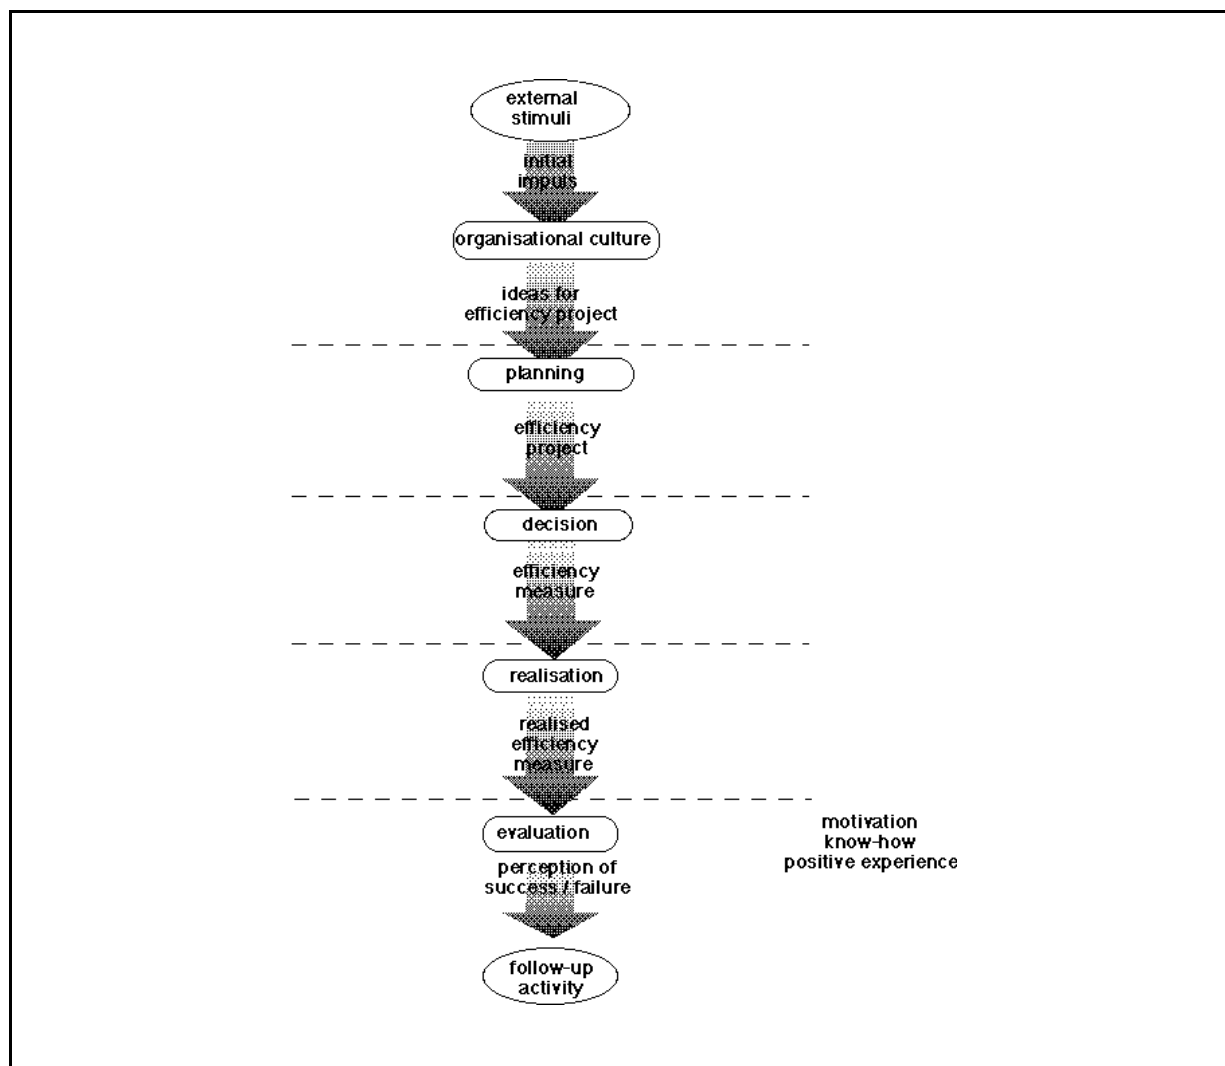 external
stimuli
initial
impuls
organisational culture
ideas for
efficiency project
planning
efficiency
project
decision
efficiency
measure
realisation
realised
efficiency
measure
evaluation
motivation
know-how
positive experience
perception of
success / failure
follow-up
activity